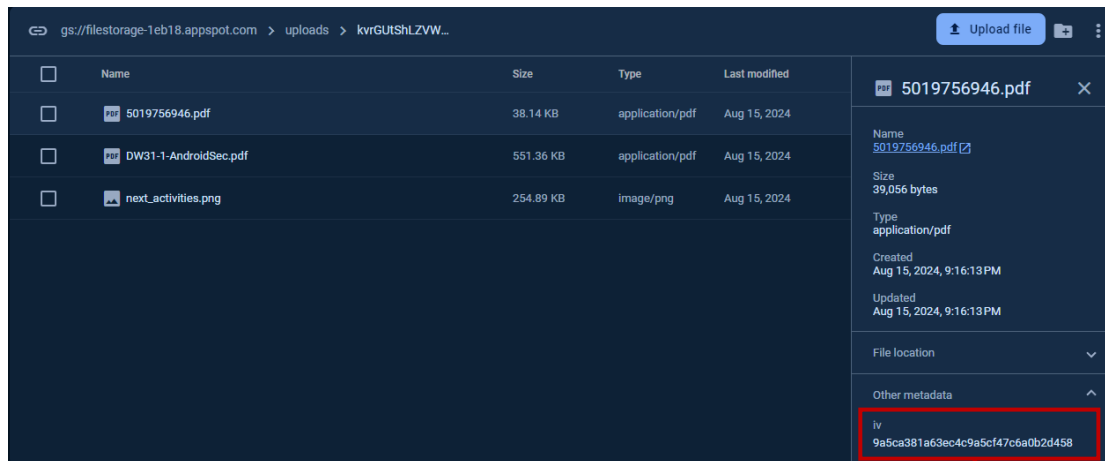 gs://filestorage-1eb18.appspot.com > uploads > kvrGUtShLZVW...
Upload file
Name Size Type Last modified
PDF 5019756946.pdf 38.14 KB application/pdf Aug 15, 2024
PDF DW31-1-AndroidSec.pdf 551.36 KB application/pdf Aug 15, 2024
next_activities.png 254.89 KB image/png Aug 15, 2024
PDF 5019756946.pdf
Name
5019756946.pdf
Size
39,056 bytes
Type
application/pdf
Created
Aug 15, 2024, 9:16:13 PM
Updated
Aug 15, 2024, 9:16:13 PM
File location
Other metadata
iv
9a5ca381a63ec4c9a5cf47c6a0b2d458